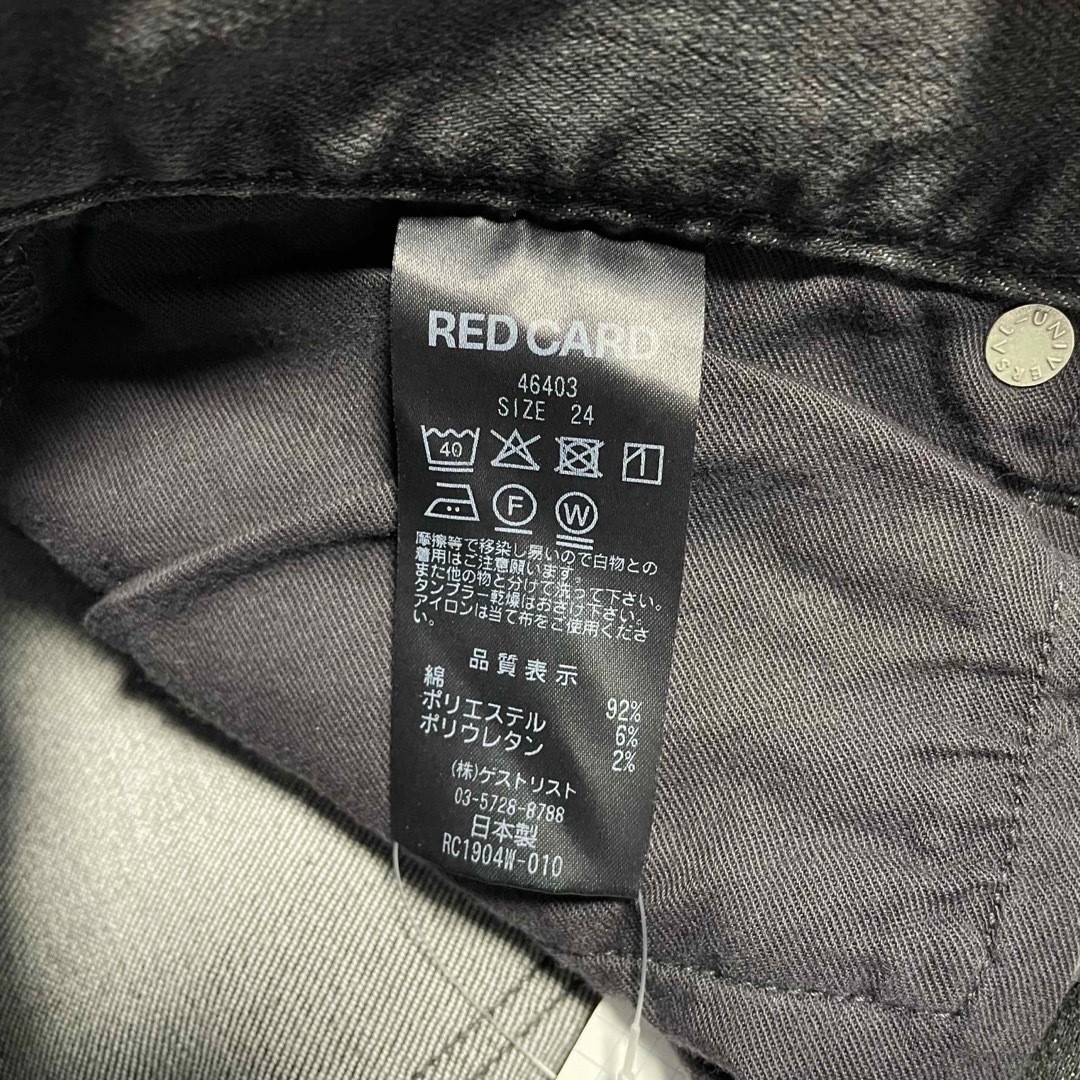 RED CARD
46403
SIZE 24
40
F
W
摩擦等で移染し易いので白物との
着用はご注意願います。
また他の物と分けて洗って下さい。
タンブラー乾燥はおさけ下さい。
アイロンは当て布をご使用くださ
い。
品質表示
綿 92%
ポリエステル 6%
ポリウレタン 2%
(株)ゲストリスト
03-5728-8788
日本製
RC1904W-010
UNIVERSAL